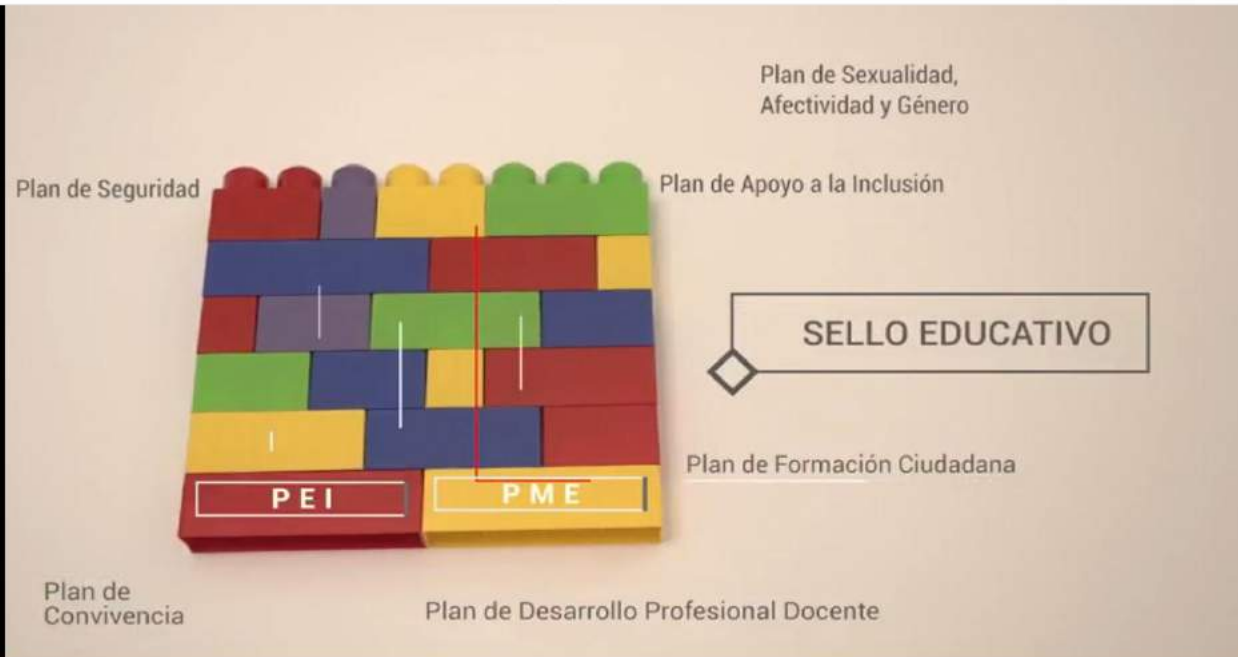 Plan de Sexualidad,
Afectividad y Género
Plan de Seguridad
Plan de Apoyo a la Inclusión
SELLO EDUCATIVO
Plan de Formación Ciudadana
PEI
PME
Plan de
Convivencia
Plan de Desarrollo Profesional Docente